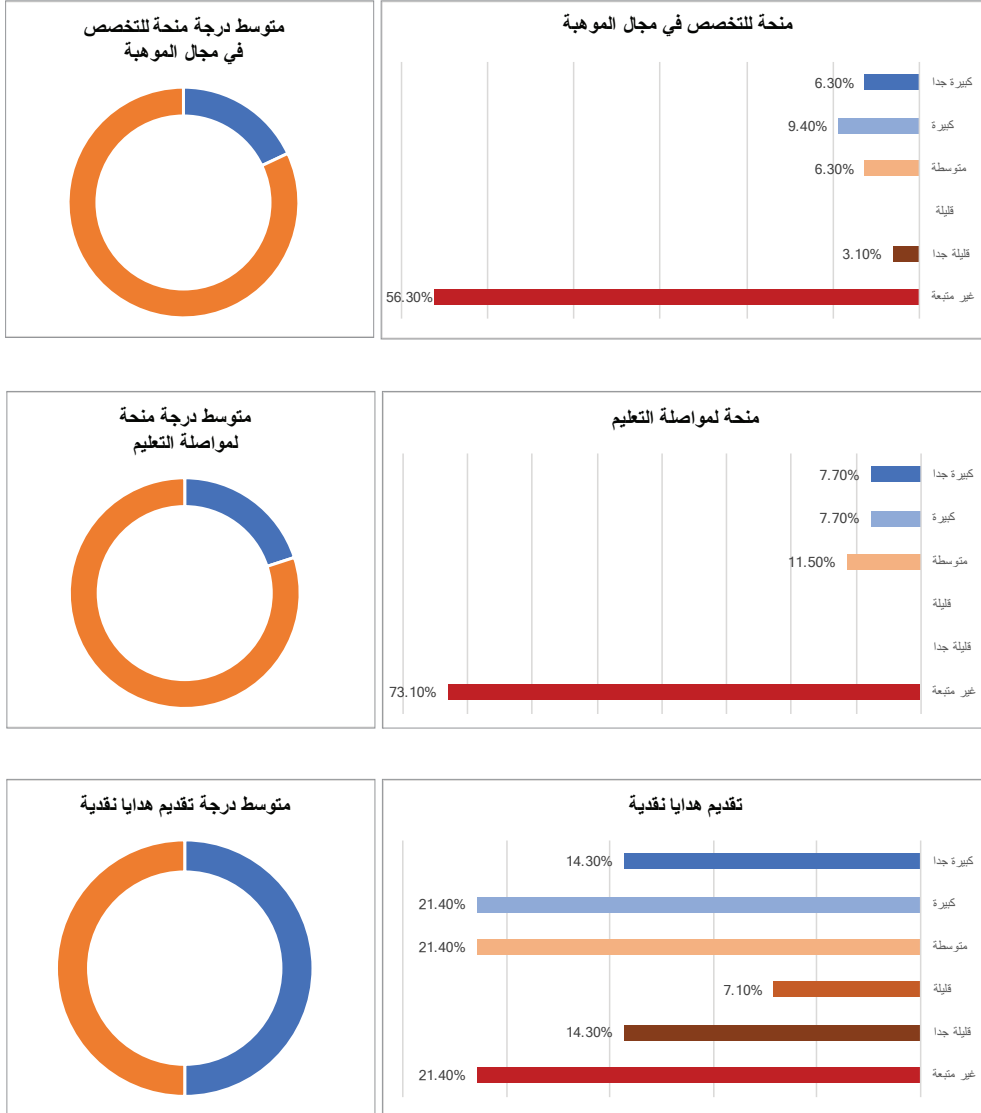 منحة للتخصص في مجال الموهبة
كبيرة جدا
6.30%
كبيرة
9.40%
متوسطة
6.30%
قليلة
قليلة جدا
3.10%
غير متبعة
56.30%
متوسط درجة منحة للتخصص
في مجال الموهبة
منحة لمواصلة التعليم
كبيرة جدا
7.70%
كبيرة
7.70%
متوسطة
11.50%
قليلة
قليلة جدا
غير متبعة
73.10%
متوسط درجة منحة
لمواصلة التعليم
تقديم هدايا نقدية
كبيرة جدا
14.30%
كبيرة
21.40%
متوسطة
21.40%
قليلة
7.10%
قليلة جدا
14.30%
غير متبعة
21.40%
متوسط درجة تقديم هدايا نقدية